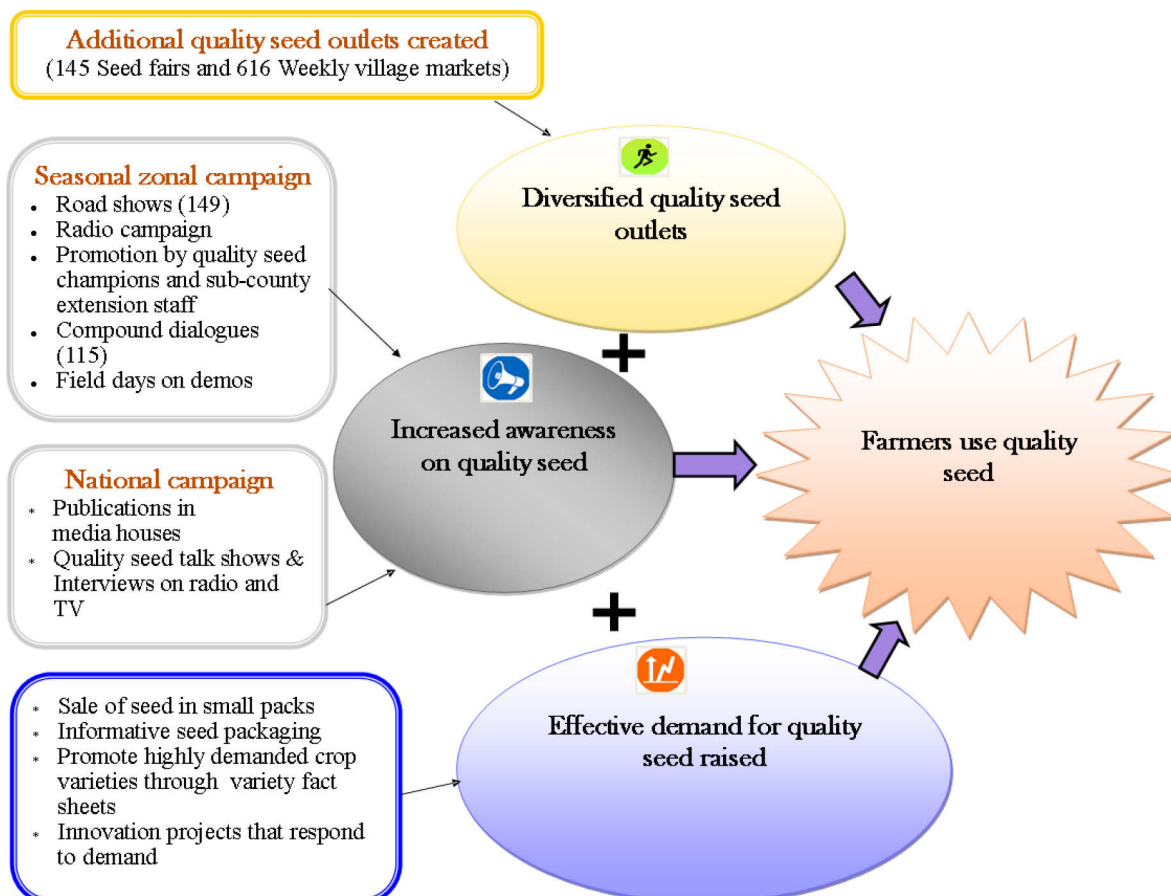 Additional quality seed outlets created
(145 Seed fairs and 616 Weekly village markets)
Seasonal zonal campaign
• Road shows (149)
• Radio campaign
• Promotion by quality seed
champions and sub-county
extension staff
• Compound dialogues
(115)
• Field days on demos
National campaign
* Publications in
media houses
* Quality seed talk shows &
Interviews on radio and
TV
* Sale of seed in small packs
* Informative seed packaging
* Promote highly demanded crop
varieties through variety fact
sheets
* Innovation projects that respond
to demand
Diversified quality seed
outlets
+
Increased awareness
on quality seed
+
Effective demand for quality
seed raised
Farmers use quality
seed